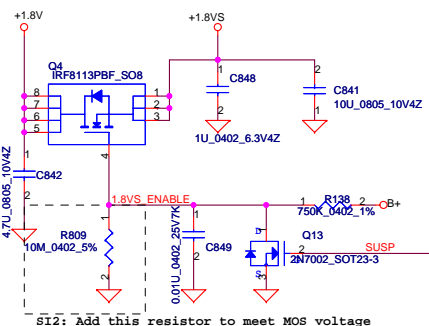 +1.8V
+1.8VS
Q4
IRF8113PBF_SO8
8
7
6
5
1
2
3
4
1
C848
2
1U_0402_6.3V4Z
2
C841
1
10U_0805_10V4Z
1
C842
2
4.7U_0805_10V4Z
1.8VS_ENABLE
1
R809
10M_0402_5%
2
1
C849
2
0.01U_0402_25V7K
1
R138
2
750K_0402_1%
B+
D
Q13
2
SUSP
2N7002_SOT23-3
S
3
1
SI2: Add this resistor to meet MOS voltage